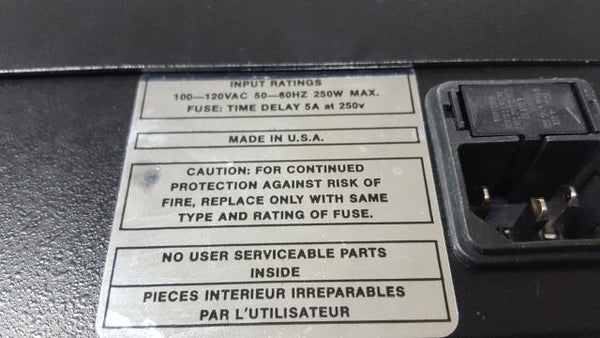 INPUT RATINGS
100—120VAC 50—60HZ 250W MAX.
FUSE: TIME DELAY 5A at 250v
MADE IN U.S.A.
CAUTION: FOR CONTINUED
PROTECTION AGAINST RISK OF
FIRE, REPLACE ONLY WITH SAME
TYPE AND RATING OF FUSE.
NO USER SERVICEABLE PARTS
INSIDE
PIECES INTERIEUR IRREPARABLES
PAR L'UTILISATEUR